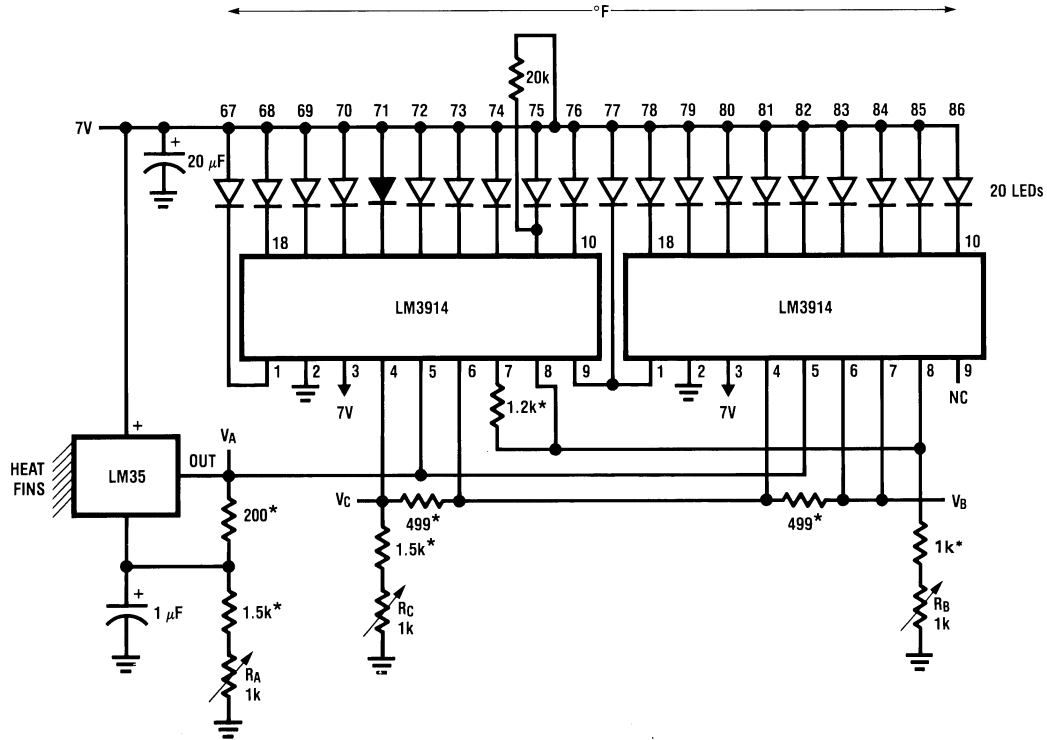 °F
20k
67 68 69 70 71 72 73 74 75 76 77 78 79 80 81 82 83 84 85 86
7V
+
20 μF
20 LEDs
18 10 18 10
LM3914 LM3914
1 2 3 4 5 6 7 8 9 1 2 3 4 5 6 7 8 9
7V 1.2k* 7V NC
+
VA
HEAT FINS
LM35
OUT
VC 499* 499* VB
200*
1.5k*
1k*
+
1 μF
1.5k*
RC
1k
RB
1k
RA
1k